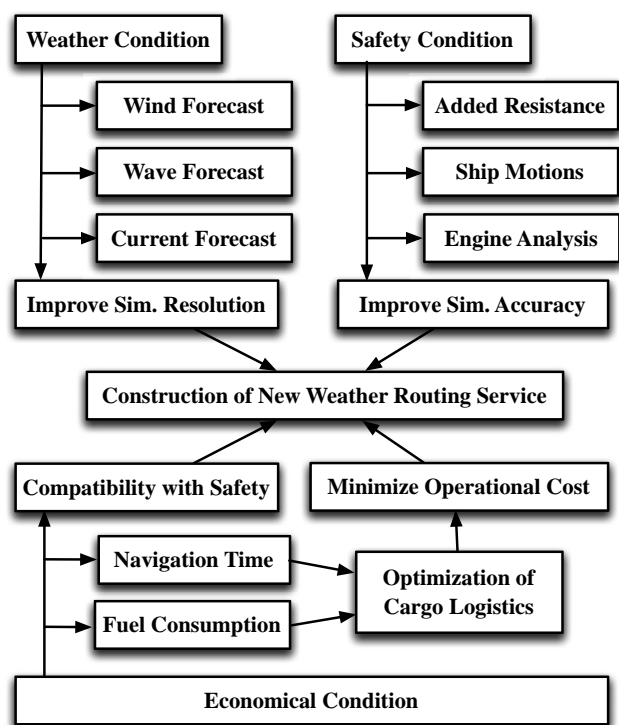 Weather Condition
Safety Condition
Wind Forecast
Added Resistance
Wave Forecast
Ship Motions
Current Forecast
Engine Analysis
Improve Sim. Resolution
Improve Sim. Accuracy
Construction of New Weather Routing Service
Compatibility with Safety
Minimize Operational Cost
Navigation Time
Optimization of
Cargo Logistics
Fuel Consumption
Economical Condition